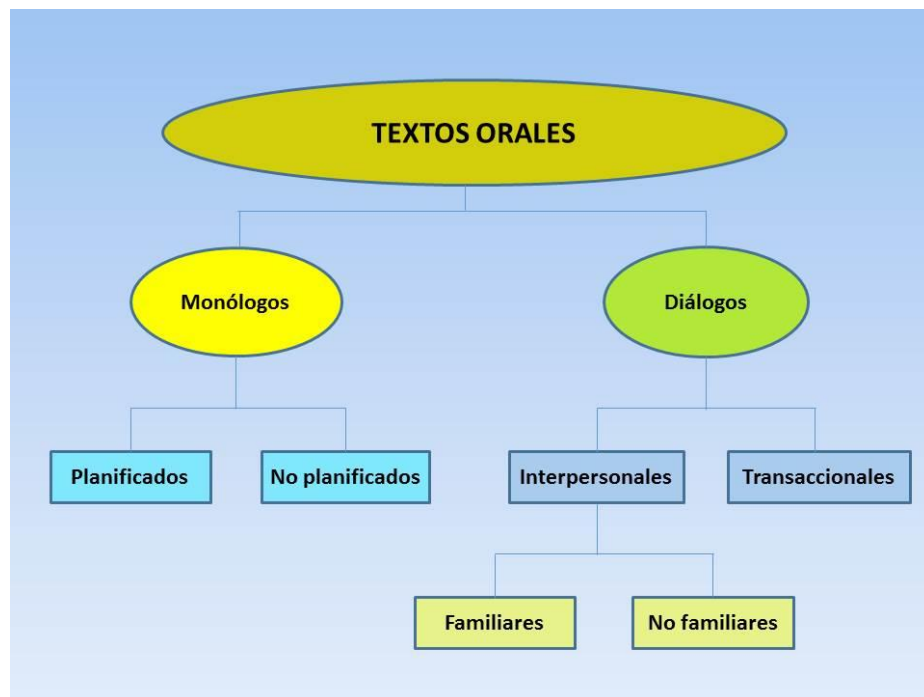 TEXTOS ORALES
Monólogos
Diálogos
Planificados
No planificados
Interpersonales
Transaccionales
Familiares
No familiares